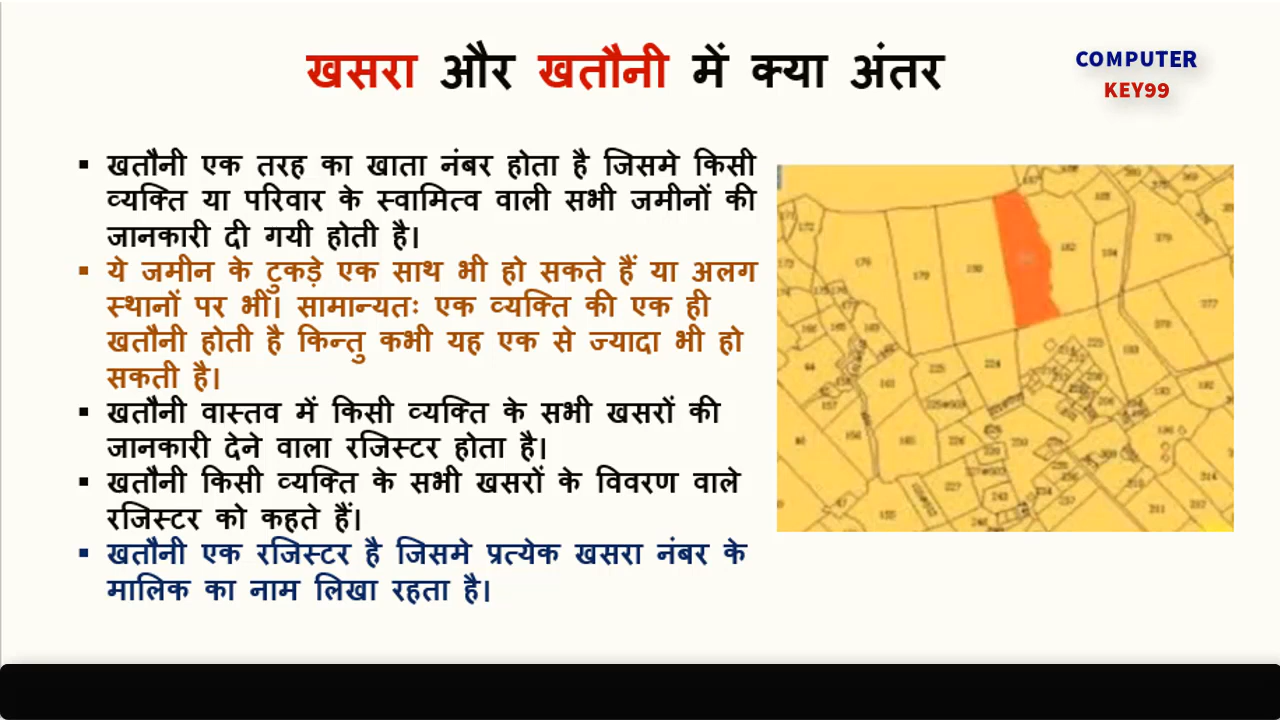 खसरा और खतौनी में क्या अंतर
COMPUTER
KEY99
▪ खतौनी एक तरह का खाता नंबर होता है जिसमे किसी
व्यक्ति या परिवार के स्वामित्व वाली सभी जमीनों की
जानकारी दी गयी होती है।
▪ ये जमीन के टुकड़े एक साथ भी हो सकते हैं या अलग
स्थानों पर भी। सामान्यतः एक व्यक्ति की एक ही
खतौनी होती है किन्तु कभी यह एक से ज्यादा भी हो
सकती है।
▪ खतौनी वास्तव में किसी व्यक्ति के सभी खसरों की
जानकारी देने वाला रजिस्टर होता है।
▪ खतौनी किसी व्यक्ति के सभी खसरों के विवरण वाले
रजिस्टर को कहते हैं।
▪ खतौनी एक रजिस्टर है जिसमे प्रत्येक खसरा नंबर के
मालिक का नाम लिखा रहता है।